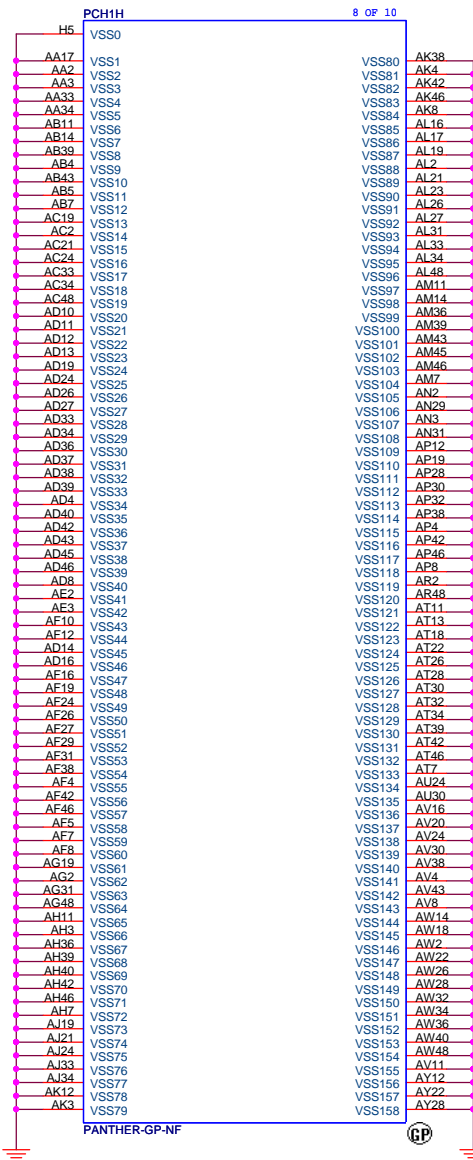 PCH1H 8 OF 10
H5 VSS0
AA17 VSS1 VSS80 AK38
AA2 VSS2 VSS81 AK4
AA3 VSS3 VSS82 AK42
AA33 VSS4 VSS83 AK46
AA34 VSS5 VSS84 AK8
AB11 VSS6 VSS85 AL16
AB14 VSS7 VSS86 AL17
AB39 VSS8 VSS87 AL19
AB4 VSS9 VSS88 AL2
AB43 VSS10 VSS89 AL21
AB5 VSS11 VSS90 AL23
AB7 VSS12 VSS91 AL26
AC19 VSS13 VSS92 AL27
AC2 VSS14 VSS93 AL31
AC21 VSS15 VSS94 AL33
AC24 VSS16 VSS95 AL34
AC33 VSS17 VSS96 AL48
AC34 VSS18 VSS97 AM11
AC48 VSS19 VSS98 AM14
AD10 VSS20 VSS99 AM36
AD11 VSS21 VSS100 AM39
AD12 VSS22 VSS101 AM43
AD13 VSS23 VSS102 AM45
AD19 VSS24 VSS103 AM46
AD24 VSS25 VSS104 AM7
AD26 VSS26 VSS105 AN2
AD27 VSS27 VSS106 AN29
AD33 VSS28 VSS107 AN3
AD34 VSS29 VSS108 AN31
AD36 VSS30 VSS109 AP12
AD37 VSS31 VSS110 AP19
AD38 VSS32 VSS111 AP28
AD39 VSS33 VSS112 AP30
AD4 VSS34 VSS113 AP32
AD40 VSS35 VSS114 AP38
AD42 VSS36 VSS115 AP4
AD43 VSS37 VSS116 AP42
AD45 VSS38 VSS117 AP46
AD46 VSS39 VSS118 AP8
AD8 VSS40 VSS119 AR2
AE2 VSS41 VSS120 AR48
AE3 VSS42 VSS121 AT11
AF10 VSS43 VSS122 AT13
AF12 VSS44 VSS123 AT18
AD14 VSS45 VSS124 AT22
AD16 VSS46 VSS125 AT26
AF16 VSS47 VSS126 AT28
AF19 VSS48 VSS127 AT30
AF24 VSS49 VSS128 AT32
AF26 VSS50 VSS129 AT34
AF27 VSS51 VSS130 AT39
AF29 VSS52 VSS131 AT42
AF31 VSS53 VSS132 AT46
AF38 VSS54 VSS133 AT7
AF4 VSS55 VSS134 AU24
AF42 VSS56 VSS135 AU30
AF46 VSS57 VSS136 AV16
AF5 VSS58 VSS137 AV20
AF7 VSS59 VSS138 AV24
AF8 VSS60 VSS139 AV30
AG19 VSS61 VSS140 AV38
AG2 VSS62 VSS141 AV4
AG31 VSS63 VSS142 AV43
AG48 VSS64 VSS143 AV8
AH11 VSS65 VSS144 AW14
AH3 VSS66 VSS145 AW18
AH36 VSS67 VSS146 AW2
AH39 VSS68 VSS147 AW22
AH40 VSS69 VSS148 AW26
AH42 VSS70 VSS149 AW28
AH46 VSS71 VSS150 AW32
AH7 VSS72 VSS151 AW34
AJ19 VSS73 VSS152 AW36
AJ21 VSS74 VSS153 AW40
AJ24 VSS75 VSS154 AW48
AJ33 VSS76 VSS155 AV11
AJ34 VSS77 VSS156 AY12
AK12 VSS78 VSS157 AY22
AK3 VSS79 VSS158 AY28
PANTHER-GP-NF GP